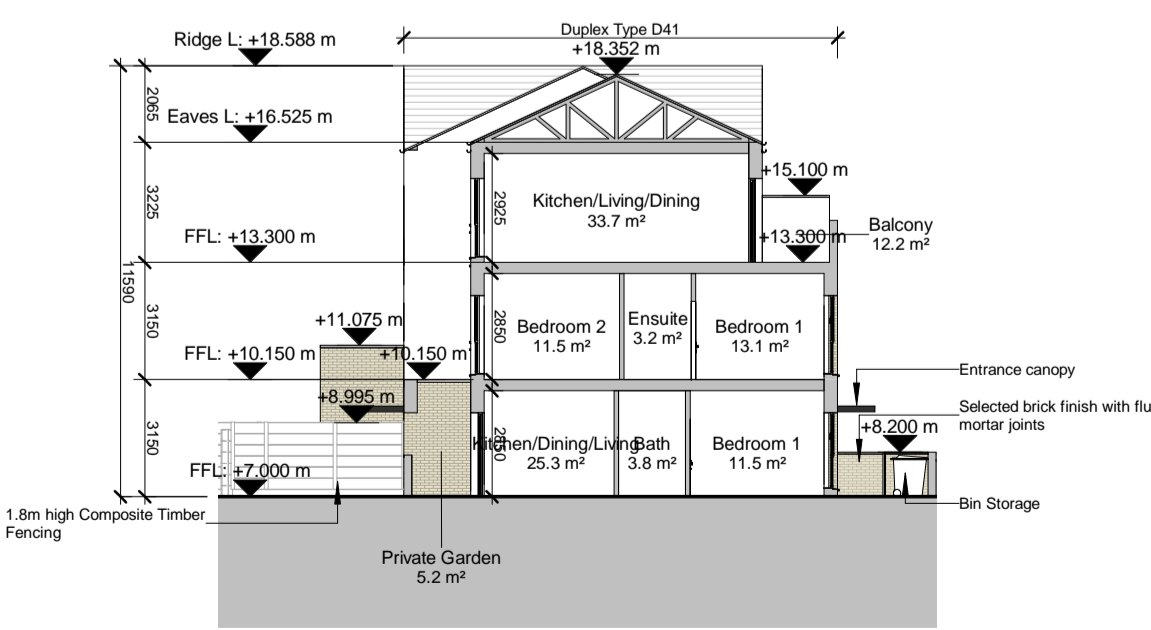 Duplex Type D41
Ridge L: +18.588 m
+18.352 m
2065
Eaves L: +16.525 m
+15.100 m
3225
2925
Kitchen/Living/Dining
33.7 m²
Balcony
12.2 m²
FFL: +13.300 m
+13.300 m
11590
3150
2850
+11.075 m
Bedroom 2
11.5 m²
Ensuite
3.2 m²
Bedroom 1
13.1 m²
FFL: +10.150 m
+10.150 m
Entrance canopy
+8.995 m
Selected brick finish with flu
mortar joints
+8.200 m
3150
2850
Kitchen/Dining/Living
25.3 m²
Bath
3.8 m²
Bedroom 1
11.5 m²
FFL: +7.000 m
Bin Storage
1.8m high Composite Timber
Fencing
Private Garden
5.2 m²